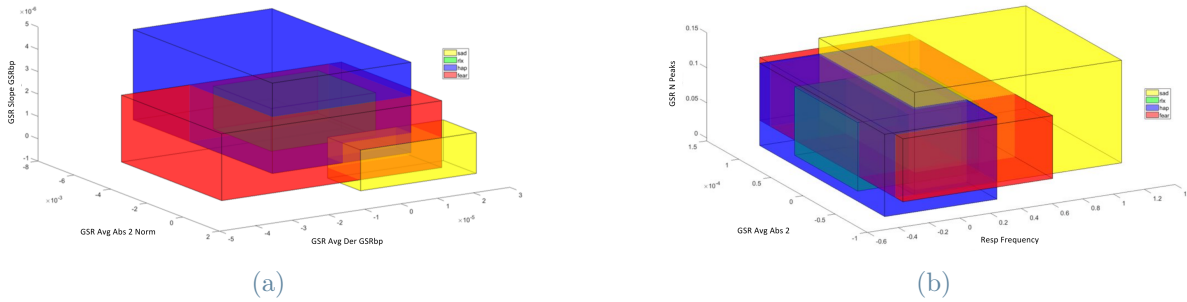 5 ×10⁻⁶
4
3
2
1
0
-1
GSR Slope GSRbp
-8
-6
-4
-2
0
2
×10⁻³
GSR Avg Abs 2 Norm
-5
-4
-3
-2
-1
0
1
2
3
×10⁻⁵
GSR Avg Der GSRbp
sad
rlx
hap
fear
(a)
0.15
0.1
0.05
0
GSR N Peaks
1.5
1
0.5
0
-0.5
-1
×10⁻⁴
GSR Avg Abs 2
-0.6
-0.4
-0.2
0
0.2
0.4
0.6
0.8
1
1.2
Resp Frequency
sad
rlx
hap
fear
(b)